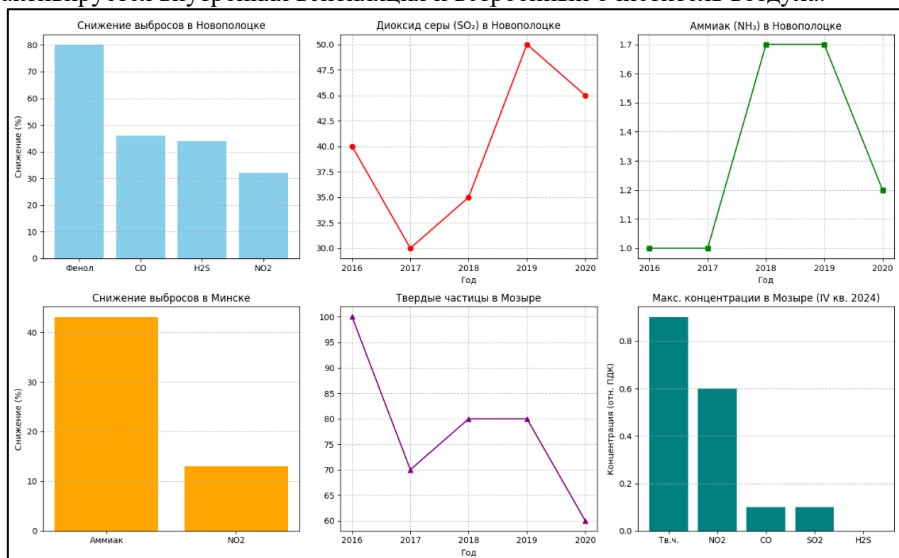 Снижение выбросов в Новополоцке
Снижение (%)
80
70
60
50
40
30
20
10
0
Фенол CO H2S NO2
Диоксид серы (SO₂) в Новополоцке
50.0
47.5
45.0
42.5
40.0
37.5
35.0
32.5
30.0
2016 2017 2018 2019 2020
Год
Аммиак (NH₃) в Новополоцке
1.7
1.6
1.5
1.4
1.3
1.2
1.1
1.0
2016 2017 2018 2019 2020
Год
Снижение выбросов в Минске
Снижение (%)
40
30
20
10
0
Аммиак NO2
Твердые частицы в Мозыре
100
95
90
85
80
75
70
65
60
2016 2017 2018 2019 2020
Год
Макс. концентрации в Мозыре (IV кв. 2024)
Концентрация (отн. ПДК)
0.8
0.6
0.4
0.2
0.0
Тв.ч. NO2 CO SO2 H2S